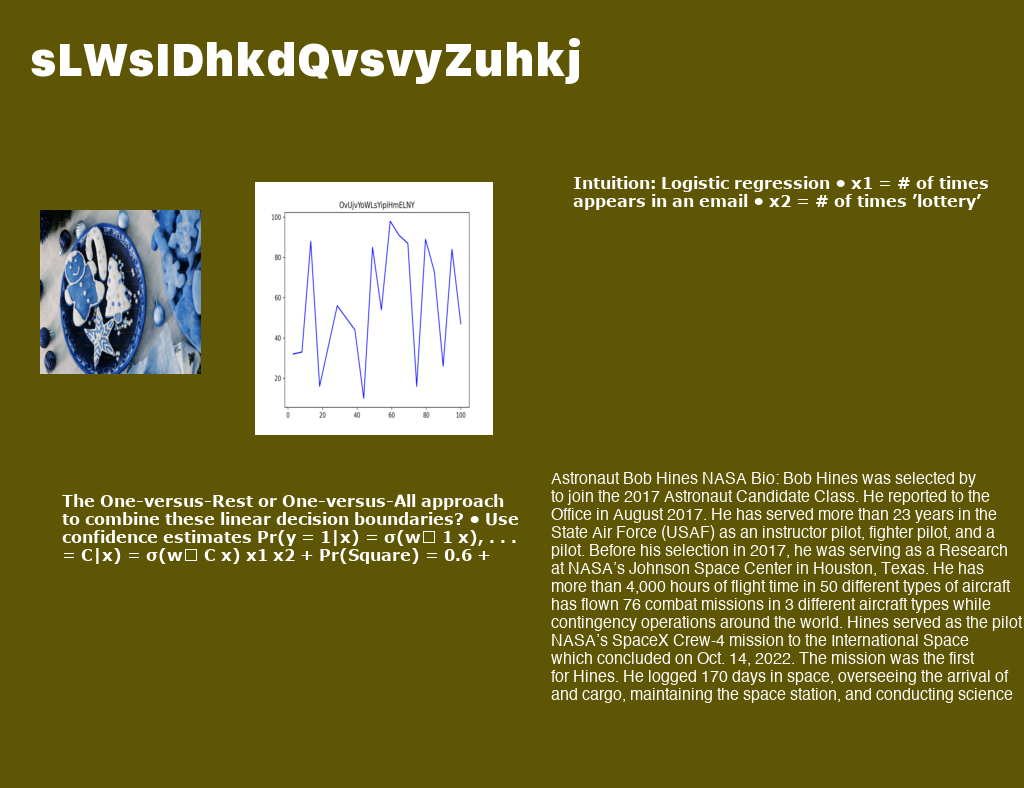 sLWsIDhkdQvsvyZuhkj
OvUjvYoWLsYipiHmELNY
100
80
60
40
20
0 20 40 60 80 100
Intuition: Logistic regression • x1 = # of times
appears in an email • x2 = # of times ’lottery’
The One-versus-Rest or One-versus-All approach
to combine these linear decision boundaries? • Use
confidence estimates Pr(y = 1|x) = σ(w□ 1 x), . . .
= C|x) = σ(w□ C x) x1 x2 + Pr(Square) = 0.6 +
Astronaut Bob Hines NASA Bio: Bob Hines was selected by
to join the 2017 Astronaut Candidate Class. He reported to the
Office in August 2017. He has served more than 23 years in the
State Air Force (USAF) as an instructor pilot, fighter pilot, and a
pilot. Before his selection in 2017, he was serving as a Research
at NASA’s Johnson Space Center in Houston, Texas. He has
more than 4,000 hours of flight time in 50 different types of aircraft
has flown 76 combat missions in 3 different aircraft types while
contingency operations around the world. Hines served as the pilot
NASA’s SpaceX Crew-4 mission to the International Space
which concluded on Oct. 14, 2022. The mission was the first
for Hines. He logged 170 days in space, overseeing the arrival of
and cargo, maintaining the space station, and conducting science